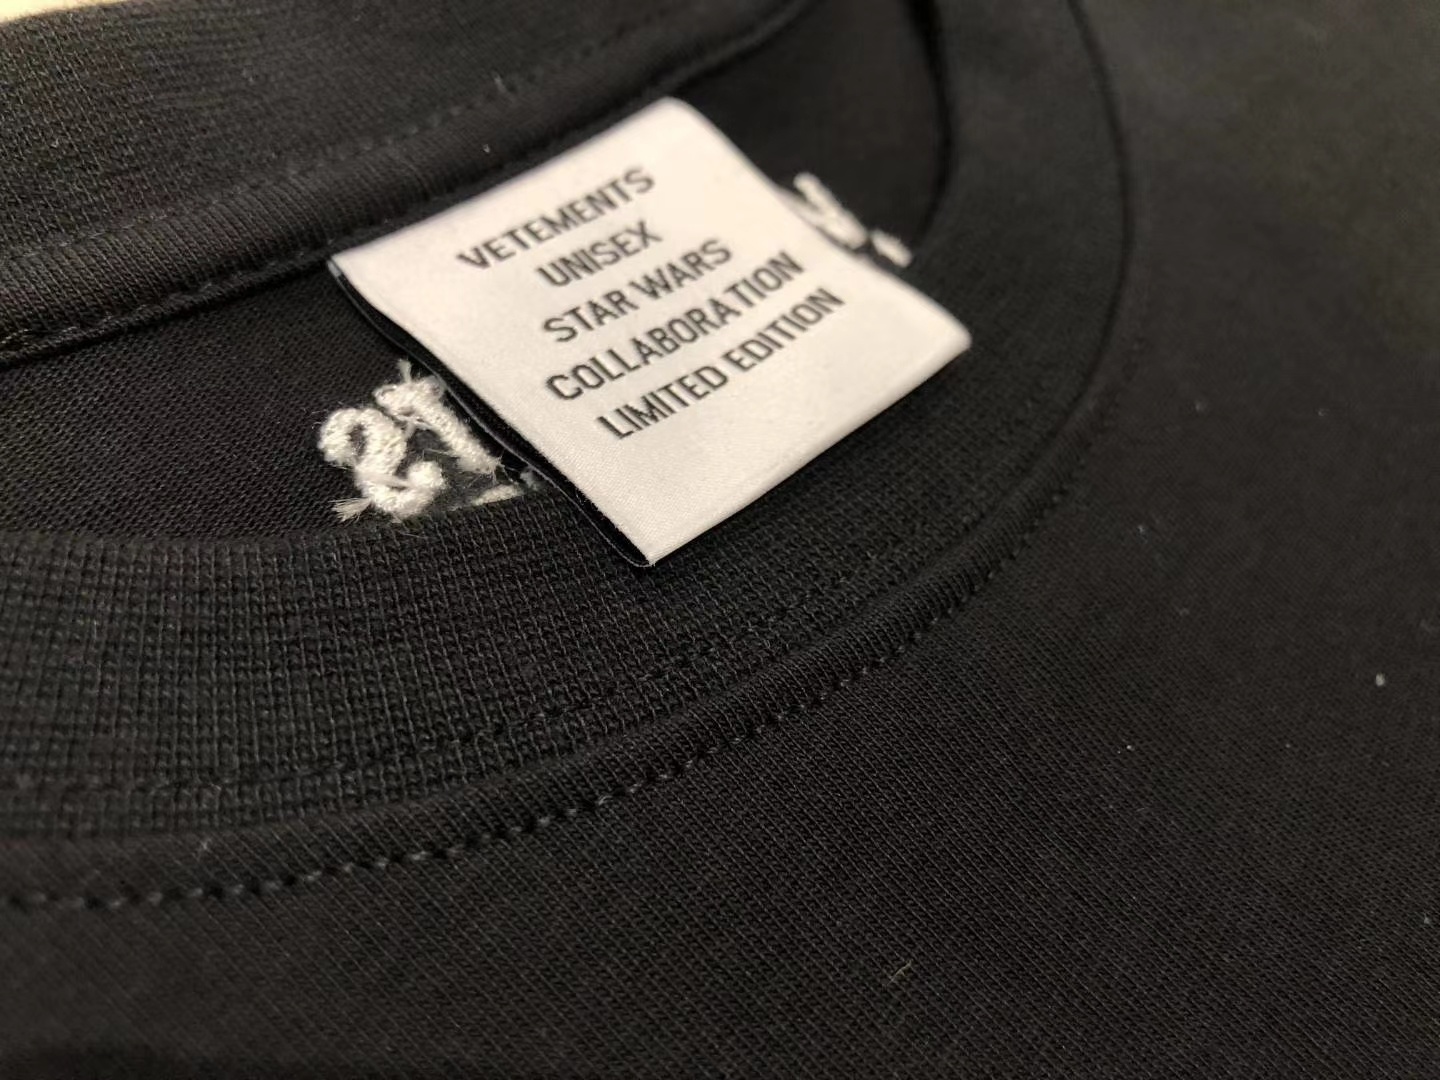 VETEMENTS
UNISEX
STAR WARS
COLLABORATION
LIMITED EDITION